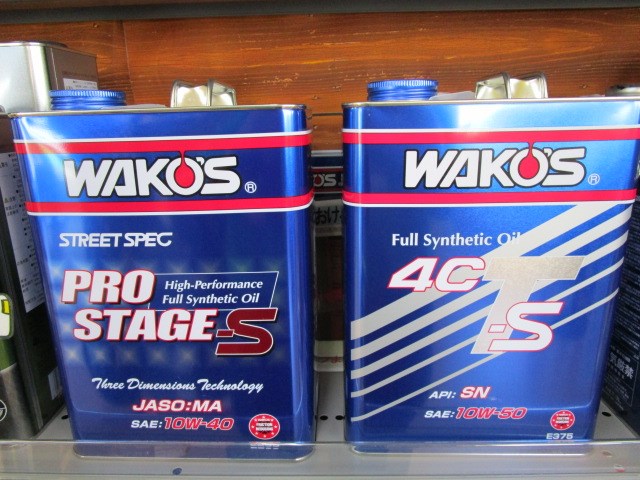 WAKO'S®
STREET SPEC
PRO
STAGE-S
High-Performance
Full Synthetic Oil
Three Dimensions Technology
JASO:MA
SAE: 10W-40
WAKO'S®
Full Synthetic Oil
4CT
-S
API: SN
SAE: 10W-50
E375